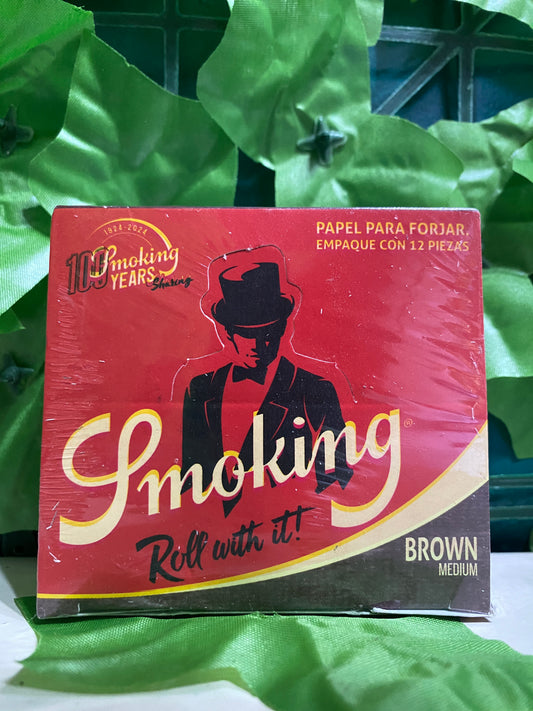 1924-2024
100 Smoking
YEARS Sharing
PAPEL PARA FORJAR.
EMPAQUE CON 12 PIEZAS
Smoking®
Roll with it!
BROWN
MEDIUM